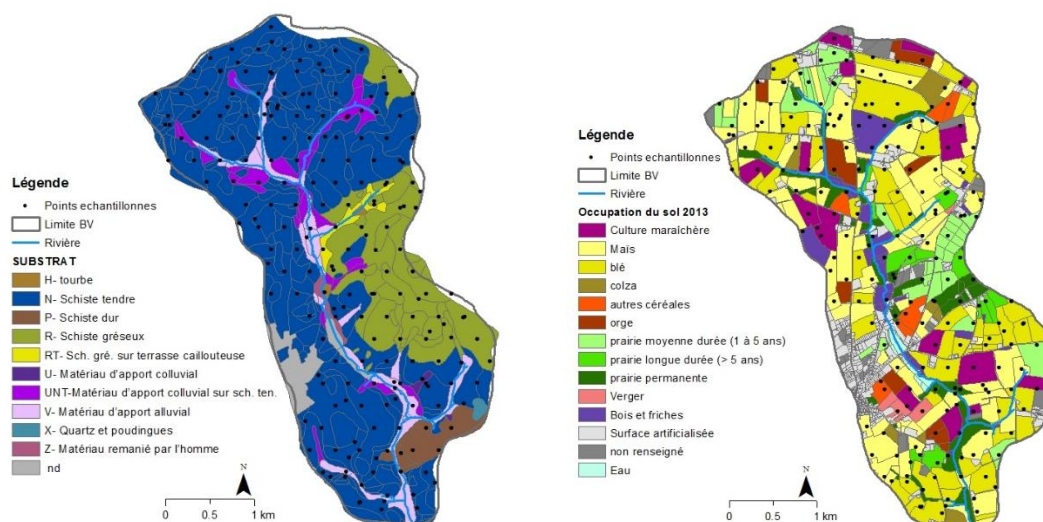 Légende
Points echantillonnes
Limite BV
Rivière
SUBSTRAT
H- tourbe
N- Schiste tendre
P- Schiste dur
R- Schiste gréseux
RT- Sch. gré. sur terrasse caillouteuse
U- Matériau d'apport colluvial
UNT-Matériau d'apport colluvial sur sch. ten.
V- Matériau d'apport alluvial
X- Quartz et poudingues
Z- Matériau remanié par l'homme
nd
N
0 0.5 1 km
Légende
Points echantillonnes
Limite BV
Rivière
Occupation du sol 2013
Culture maraîchère
Maïs
blé
colza
autres céréales
orge
prairie moyenne durée (1 à 5 ans)
prairie longue durée (> 5 ans)
prairie permanente
Verger
Bois et friches
Surface artificialisée
non renseigné
Eau
N
0 0.5 1 km